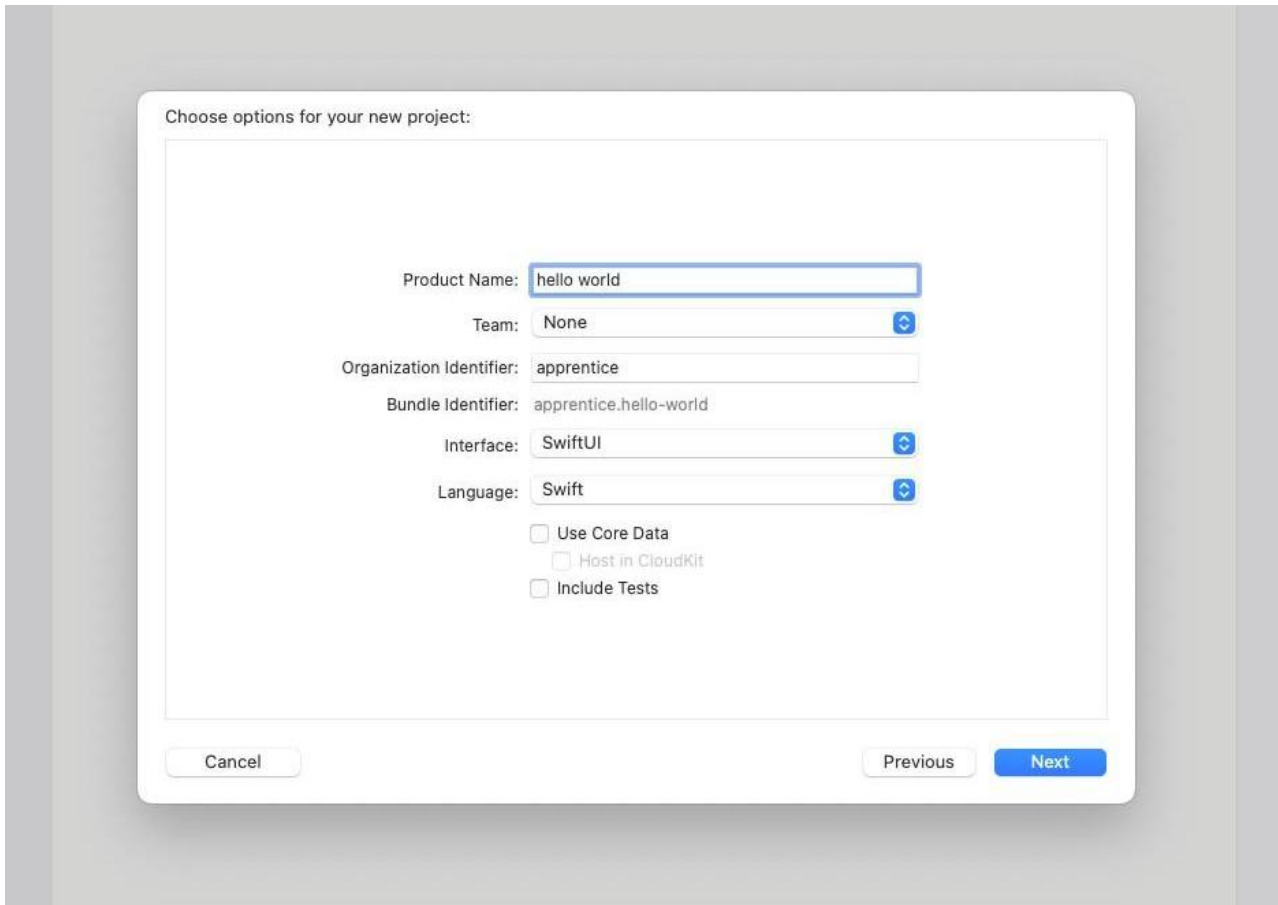 Choose options for your new project:
Product Name: hello world
Team: None
Organization Identifier: apprentice
Bundle Identifier: apprentice.hello-world
Interface: SwiftUI
Language: Swift
Use Core Data
Host in CloudKit
Include Tests
Cancel Previous Next